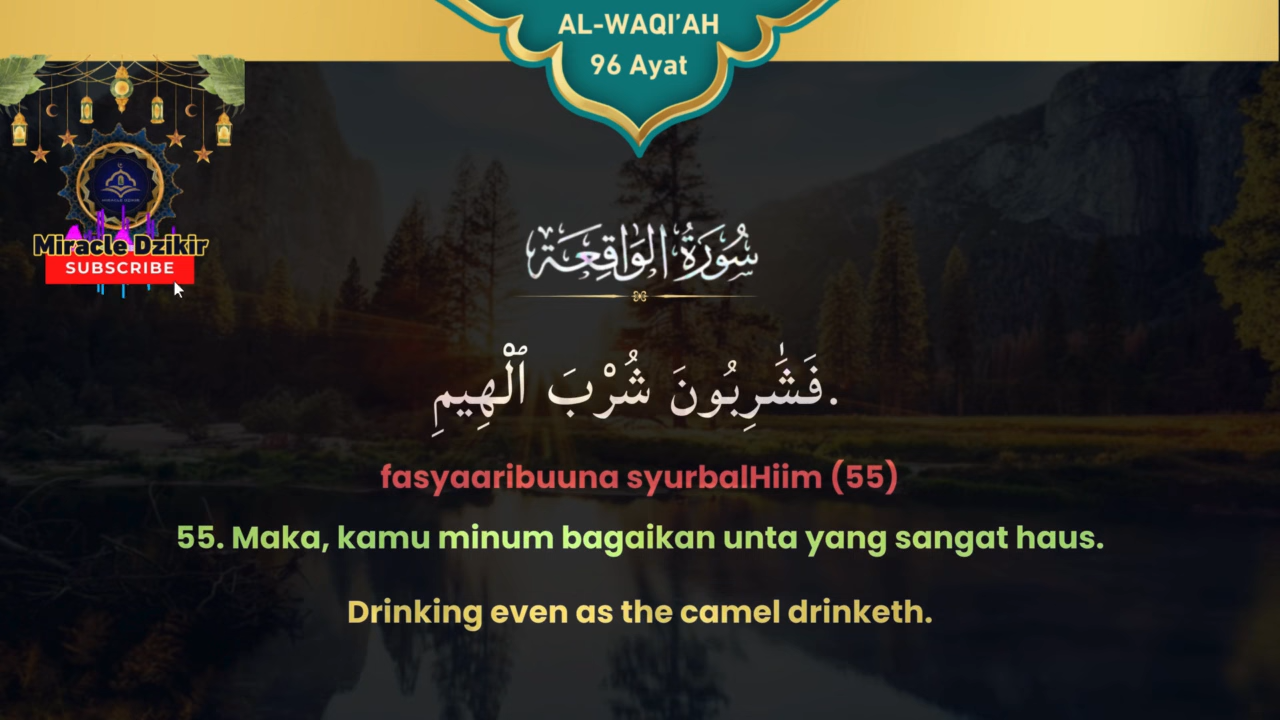 AL-WAQI’AH
96 Ayat
Miracle Dzikir
SUBSCRIBE
سُورَةُ الوَاقِعَة
فَشَٰرِبُونَ شُرْبَ ٱلْهِيمِ.
fasyaaribuuna syurbalHiim (55)
55. Maka, kamu minum bagaikan unta yang sangat haus.
Drinking even as the camel drinketh.